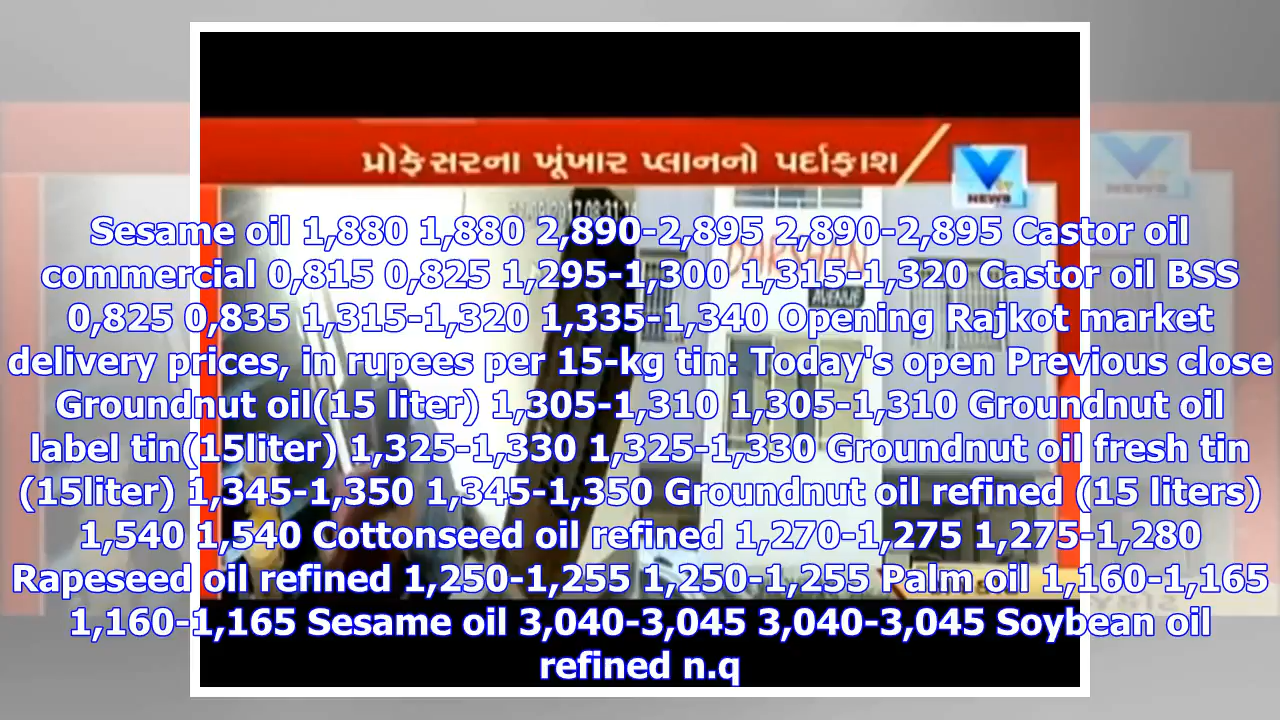 પ્રોફેસરના ખૂંખાર પ્લાનનો પર્દાફાશ
V
NEWS
Sesame oil 1,880 1,880 2,890-2,895 2,890-2,895 Castor oil
commercial 0,815 0,825 1,295-1,300 1,315-1,320 Castor oil BSS
0,825 0,835 1,315-1,320 1,335-1,340 Opening Rajkot market
delivery prices, in rupees per 15-kg tin: Today's open Previous close
Groundnut oil(15 liter) 1,305-1,310 1,305-1,310 Groundnut oil
label tin(15liter) 1,325-1,330 1,325-1,330 Groundnut oil fresh tin
(15liter) 1,345-1,350 1,345-1,350 Groundnut oil refined (15 liters)
1,540 1,540 Cottonseed oil refined 1,270-1,275 1,275-1,280
Rapeseed oil refined 1,250-1,255 1,250-1,255 Palm oil 1,160-1,165
1,160-1,165 Sesame oil 3,040-3,045 3,040-3,045 Soybean oil
refined n.q
DARSHAN
AVENUE